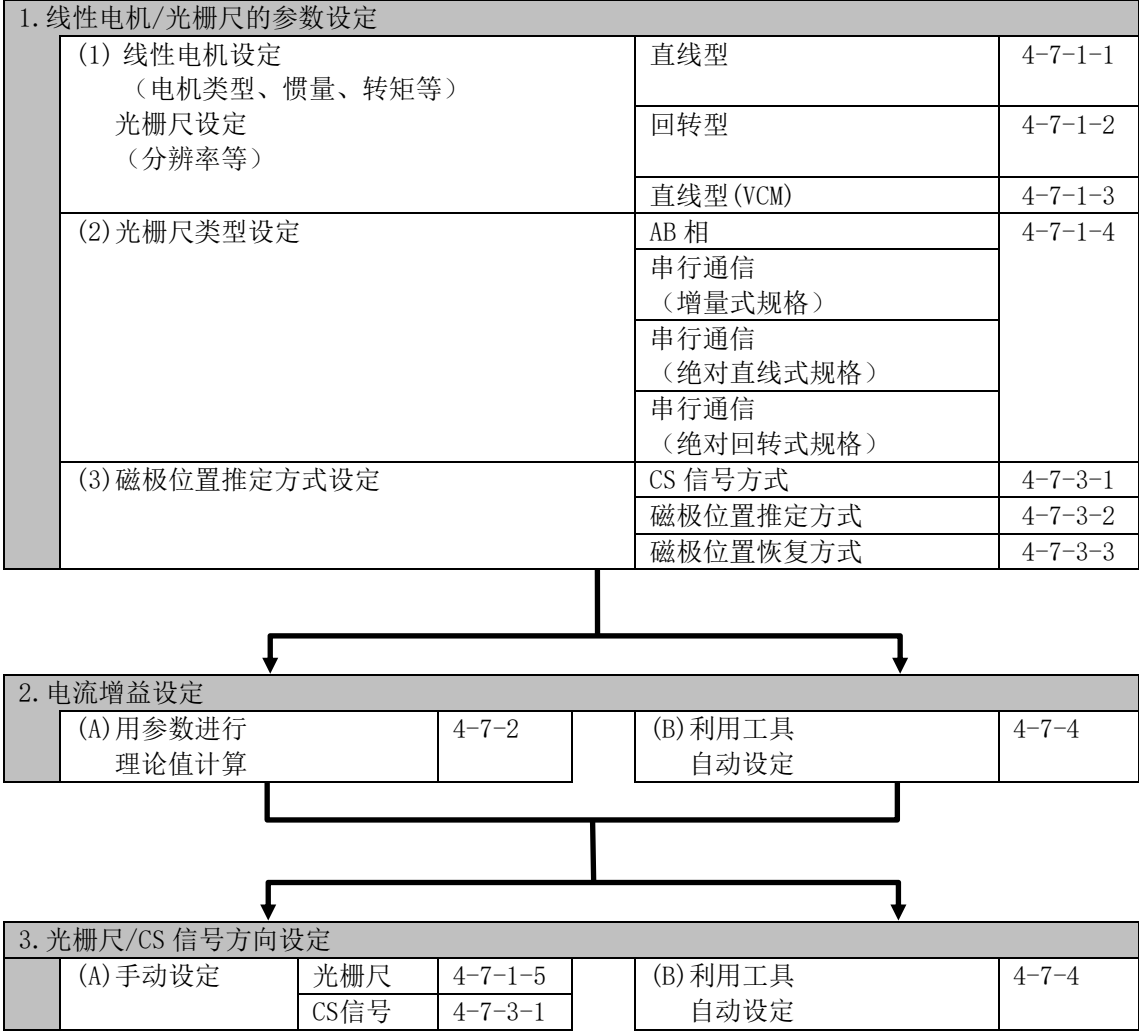 1.线性电机/光栅尺的参数设定
(1) 线性电机设定
（电机类型、惯量、转矩等）
光栅尺设定
（分辨率等）
直线型
4-7-1-1
回转型
4-7-1-2
直线型(VCM)
4-7-1-3
(2)光栅尺类型设定
AB 相
4-7-1-4
串行通信
（增量式规格）
串行通信
（绝对直线式规格）
串行通信
（绝对回转式规格）
(3)磁极位置推定方式设定
CS 信号方式
4-7-3-1
磁极位置推定方式
4-7-3-2
磁极位置恢复方式
4-7-3-3
2.电流增益设定
(A)用参数进行
理论值计算
4-7-2
(B)利用工具
自动设定
4-7-4
3.光栅尺/CS 信号方向设定
(A)手动设定
光栅尺
4-7-1-5
CS信号
4-7-3-1
(B)利用工具
自动设定
4-7-4